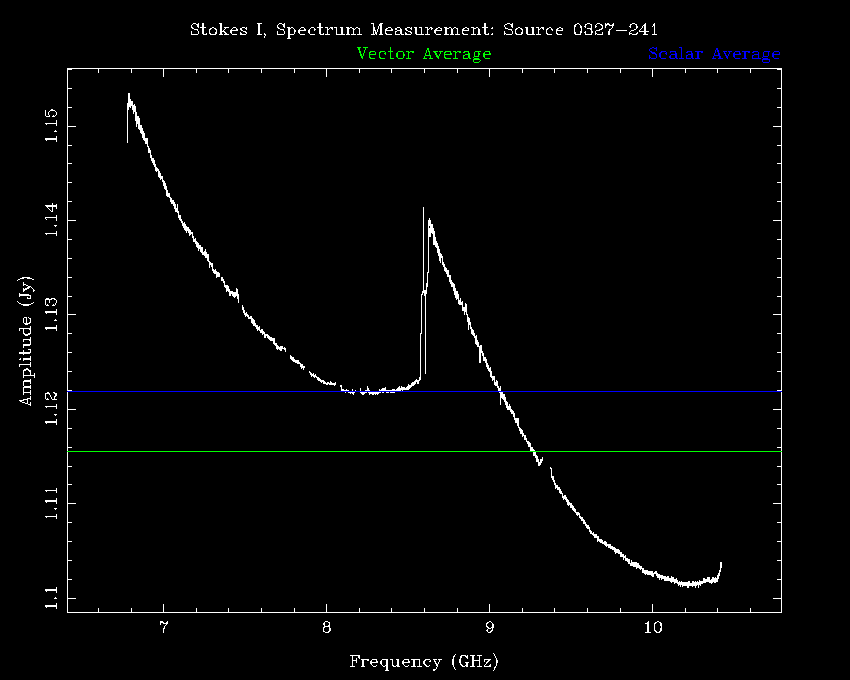 Stokes I, Spectrum Measurement: Source 0327−241
Vector Average Scalar Average
1.15
1.14
1.13
1.12
1.11
1.1
Amplitude (Jy)
7 8 9 10
Frequency (GHz)